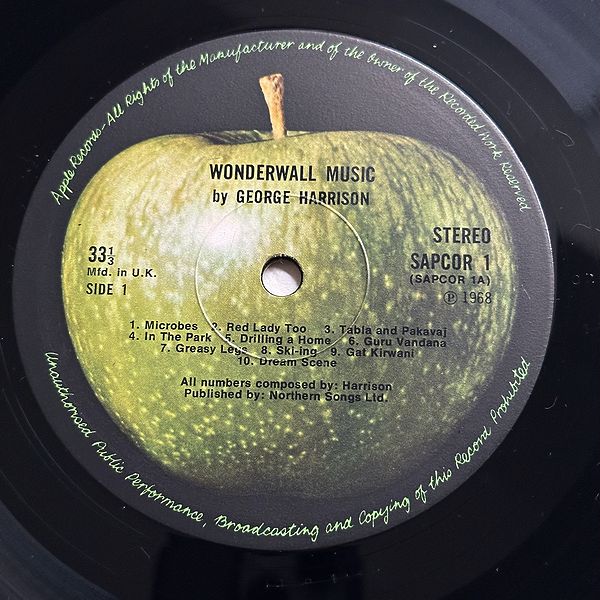 Apple Records-All Rights of the Manufacturer and of the Owner of the Recorded Work Reserved
WONDERWALL MUSIC
by GEORGE HARRISON
33 1/3
Mfd. in U.K.
SIDE 1
STEREO
SAPCOR 1
(SAPCOR 1A)
℗ 1968
1. Microbes 2. Red Lady Too 3. Tabla and Pakavaj
4. In The Park 5. Drilling a Home 6. Guru Vandana
7. Greasy Legs 8. Ski-ing 9. Gat Kirwani
10. Dream Scene
All numbers composed by: Harrison
Published by: Northern Songs Ltd.
Unauthorised Public Performance, Broadcasting and Copying of this Record Prohibited